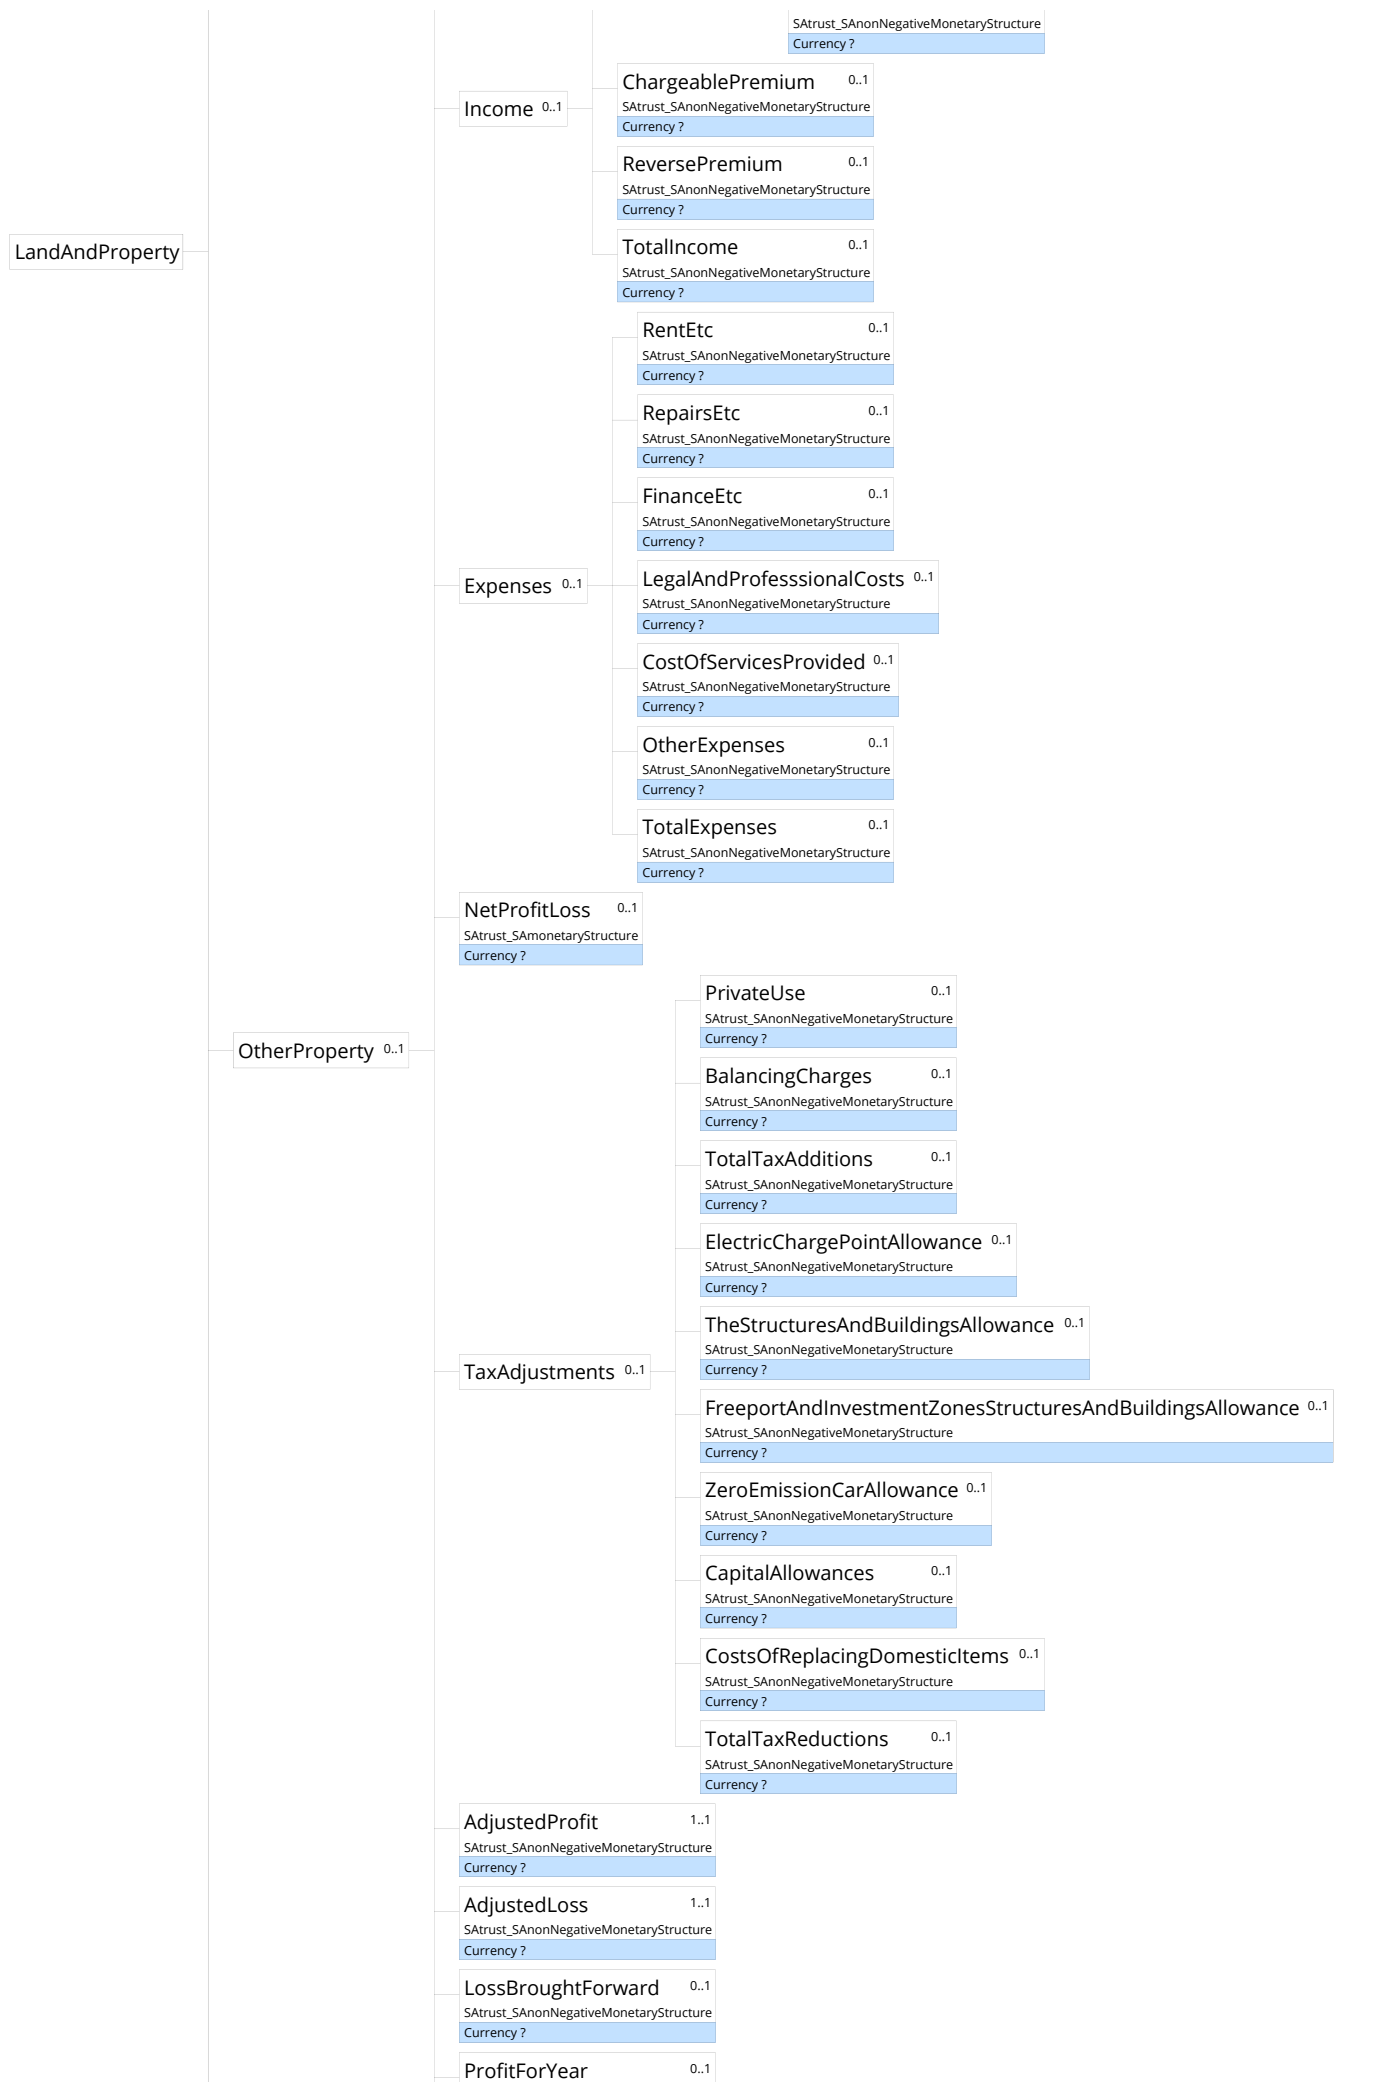 SAtrust_SAnonNegativeMonetaryStructure
Currency ?
ChargeablePremium 0..1
SAtrust_SAnonNegativeMonetaryStructure
Currency ?
Income 0..1
ReversePremium 0..1
SAtrust_SAnonNegativeMonetaryStructure
Currency ?
LandAndProperty
TotalIncome 0..1
SAtrust_SAnonNegativeMonetaryStructure
Currency ?
RentEtc 0..1
SAtrust_SAnonNegativeMonetaryStructure
Currency ?
RepairsEtc 0..1
SAtrust_SAnonNegativeMonetaryStructure
Currency ?
FinanceEtc 0..1
SAtrust_SAnonNegativeMonetaryStructure
Currency ?
Expenses 0..1
LegalAndProfesssionalCosts 0..1
SAtrust_SAnonNegativeMonetaryStructure
Currency ?
CostOfServicesProvided 0..1
SAtrust_SAnonNegativeMonetaryStructure
Currency ?
OtherExpenses 0..1
SAtrust_SAnonNegativeMonetaryStructure
Currency ?
TotalExpenses 0..1
SAtrust_SAnonNegativeMonetaryStructure
Currency ?
NetProfitLoss 0..1
SAtrust_SAmonetaryStructure
Currency ?
PrivateUse 0..1
SAtrust_SAnonNegativeMonetaryStructure
Currency ?
OtherProperty 0..1
BalancingCharges 0..1
SAtrust_SAnonNegativeMonetaryStructure
Currency ?
TotalTaxAdditions 0..1
SAtrust_SAnonNegativeMonetaryStructure
Currency ?
ElectricChargePointAllowance 0..1
SAtrust_SAnonNegativeMonetaryStructure
Currency ?
TheStructuresAndBuildingsAllowance 0..1
SAtrust_SAnonNegativeMonetaryStructure
Currency ?
TaxAdjustments 0..1
FreeportAndInvestmentZonesStructuresAndBuildingsAllowance 0..1
SAtrust_SAnonNegativeMonetaryStructure
Currency ?
ZeroEmissionCarAllowance 0..1
SAtrust_SAnonNegativeMonetaryStructure
Currency ?
CapitalAllowances 0..1
SAtrust_SAnonNegativeMonetaryStructure
Currency ?
CostsOfReplacingDomesticItems 0..1
SAtrust_SAnonNegativeMonetaryStructure
Currency ?
TotalTaxReductions 0..1
SAtrust_SAnonNegativeMonetaryStructure
Currency ?
AdjustedProfit 1..1
SAtrust_SAnonNegativeMonetaryStructure
Currency ?
AdjustedLoss 1..1
SAtrust_SAnonNegativeMonetaryStructure
Currency ?
LossBroughtForward 0..1
SAtrust_SAnonNegativeMonetaryStructure
Currency ?
ProfitForYear 0..1